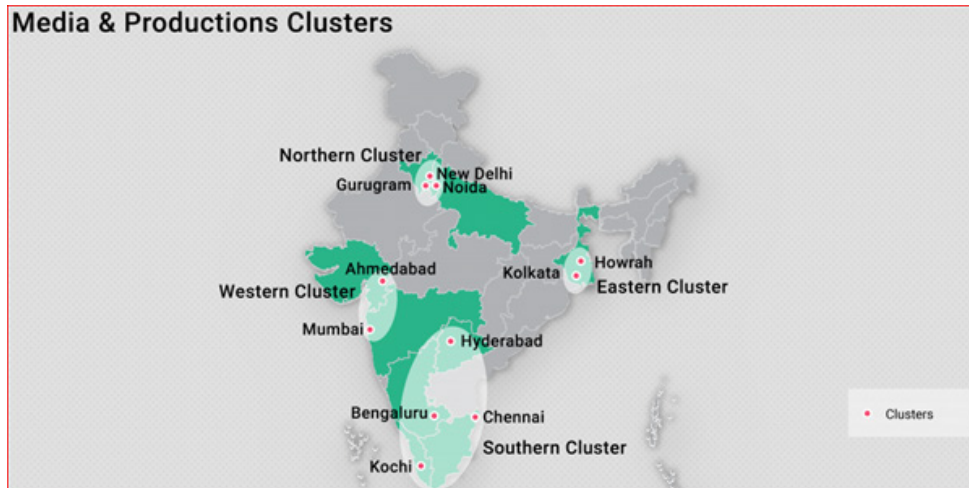 Media & Productions Clusters
Northern Cluster
New Delhi
Gurugram
Noida
Ahmedabad
Kolkata
Howrah
Western Cluster
Eastern Cluster
Mumbai
Hyderabad
Bengaluru
Chennai
Clusters
Southern Cluster
Kochi